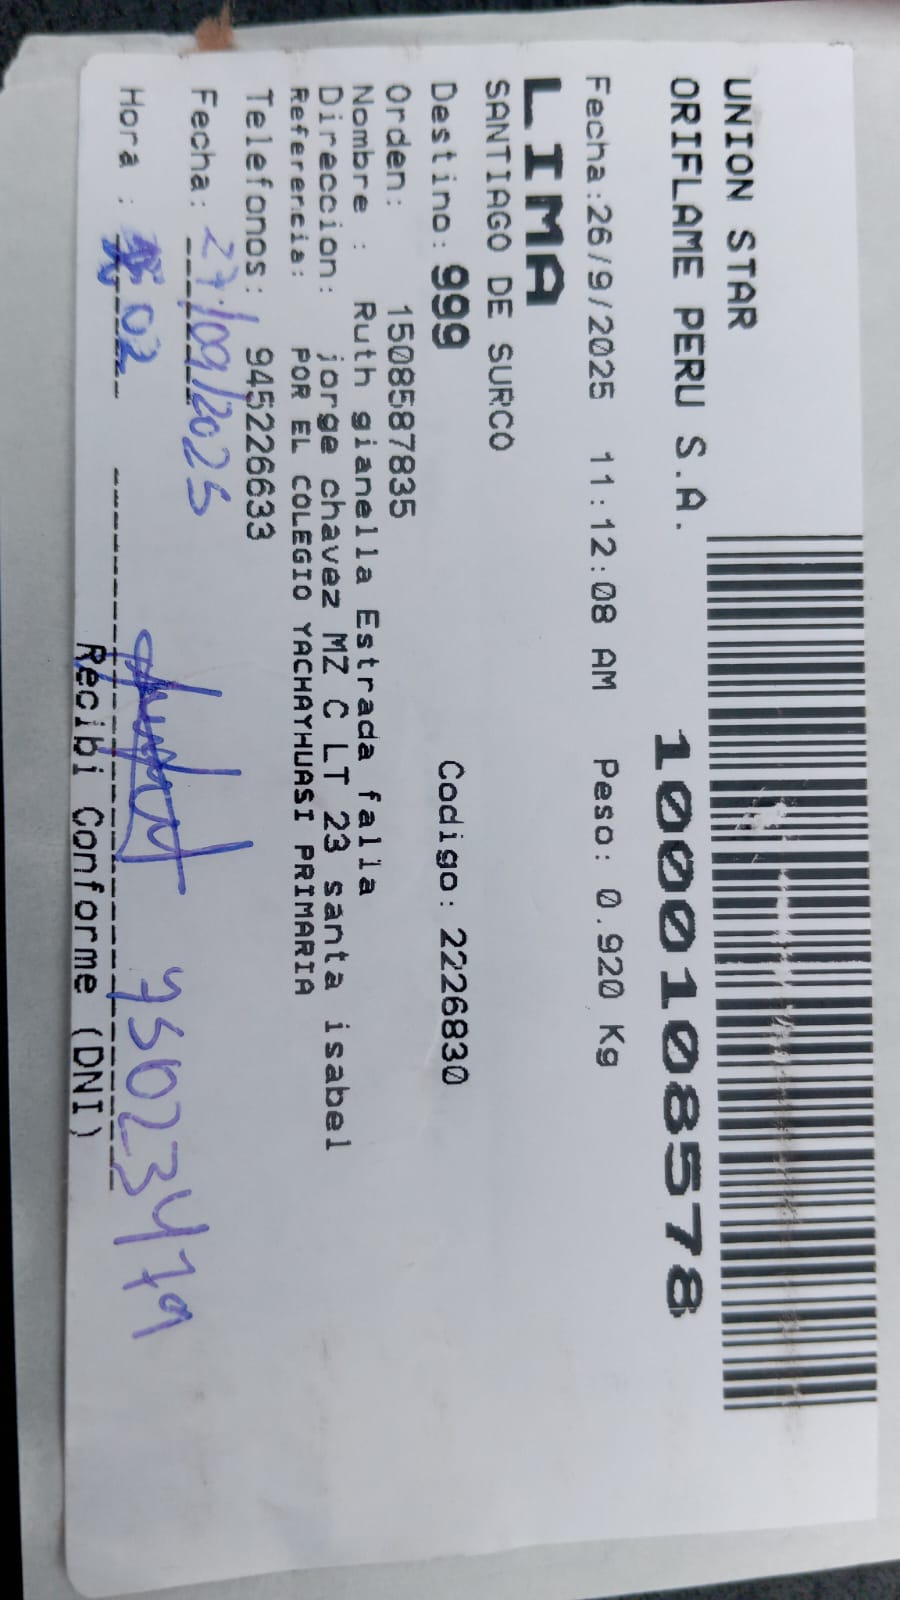 UNION STAR
ORIFLAME PERU S.A.
1000108578
Fecha:26/9/2025 11:12:08 AM Peso: 0.920 Kg
LIMA
SANTIAGO DE SURCO
Destino: 999 Codigo: 2226830
Orden: 1508587835
Nombre : Ruth gianella Estrada falla
Direccion: jorge chavez MZ C LT 23 santa isabel
Referencia: POR EL COLEGIO YACHAYHUASI PRIMARIA
Telefonos: 945226633
Fecha: 27/09/2025
Hora : 02
Recibi Conforme (DNI)